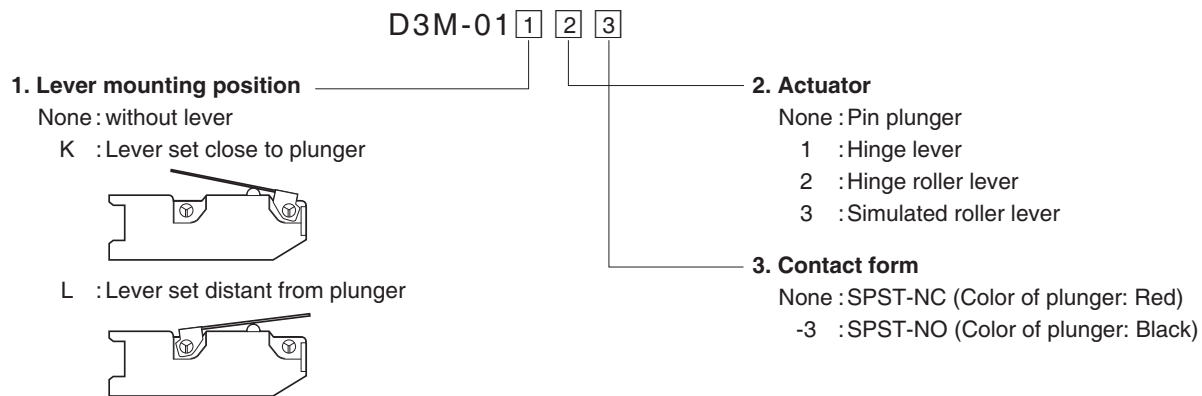 D3M-01 1 2 3
1. Lever mounting position
None : without lever
K : Lever set close to plunger
L : Lever set distant from plunger
2. Actuator
None : Pin plunger
1 : Hinge lever
2 : Hinge roller lever
3 : Simulated roller lever
3. Contact form
None : SPST-NC (Color of plunger: Red)
-3 : SPST-NO (Color of plunger: Black)